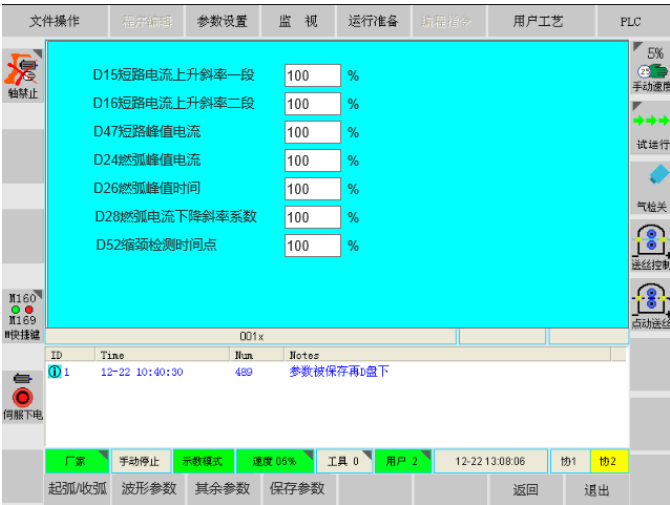 文件操作 程序编辑 参数设置 监 视 运行准备 编程指令 用户工艺 PLC
轴禁止
M160
M169
M快捷键
伺服下电
D15短路电流上升斜率一段 100 %
D16短路电流上升斜率二段 100 %
D47短路峰值电流 100 %
D24燃弧峰值电流 100 %
D26燃弧峰值时间 100 %
D28燃弧电流下降斜率系数 100 %
D52缩颈检测时间点 100 %
001x
ID Time Num Notes
1 12-22 10:40:30 489 参数被保存再D盘下
5%
手动速度
试运行
气检关
送丝控制
点动送丝
厂家 手动停止 示教模式 速度 05% 工具 0 用户 2 12-22 13:08:06 协1 协2
起弧/收弧 波形参数 其余参数 保存参数 返回 退出